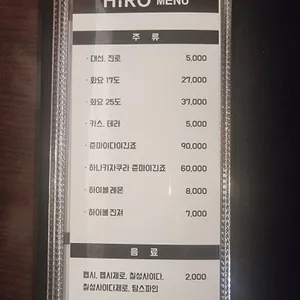 HIRO MENU
주 류
· 대선, 진로 5,000
· 화요 17도 27,000
· 화요 25도 37,000
· 키스, 테라 5,000
· 쥰마이다이긴죠 90,000
· 하나키자쿠라 쥰마이긴죠 60,000
· 하이볼 레몬 8,000
· 하이볼 진저 7,000
음 료
펩시, 펩시제로, 칠성사이다, 2,000
칠성사이다제로, 탐스파인